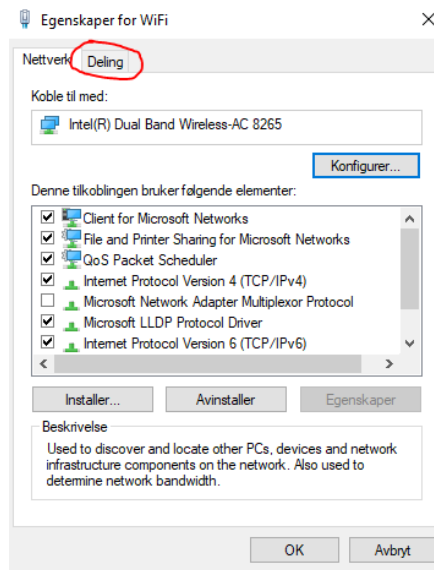 Egenskaper for WiFi
Nettverk Deling
Koble til med:
Intel(R) Dual Band Wireless-AC 8265
Konfigurer...
Denne tilkoblingen bruker følgende elementer:
Client for Microsoft Networks
File and Printer Sharing for Microsoft Networks
QoS Packet Scheduler
Internet Protocol Version 4 (TCP/IPv4)
Microsoft Network Adapter Multiplexor Protocol
Microsoft LLDP Protocol Driver
Internet Protocol Version 6 (TCP/IPv6)
Installer... Avinstaller Egenskaper
Beskrivelse
Used to discover and locate other PCs, devices and network
infrastructure components on the network. Also used to
determine network bandwidth.
OK Avbryt